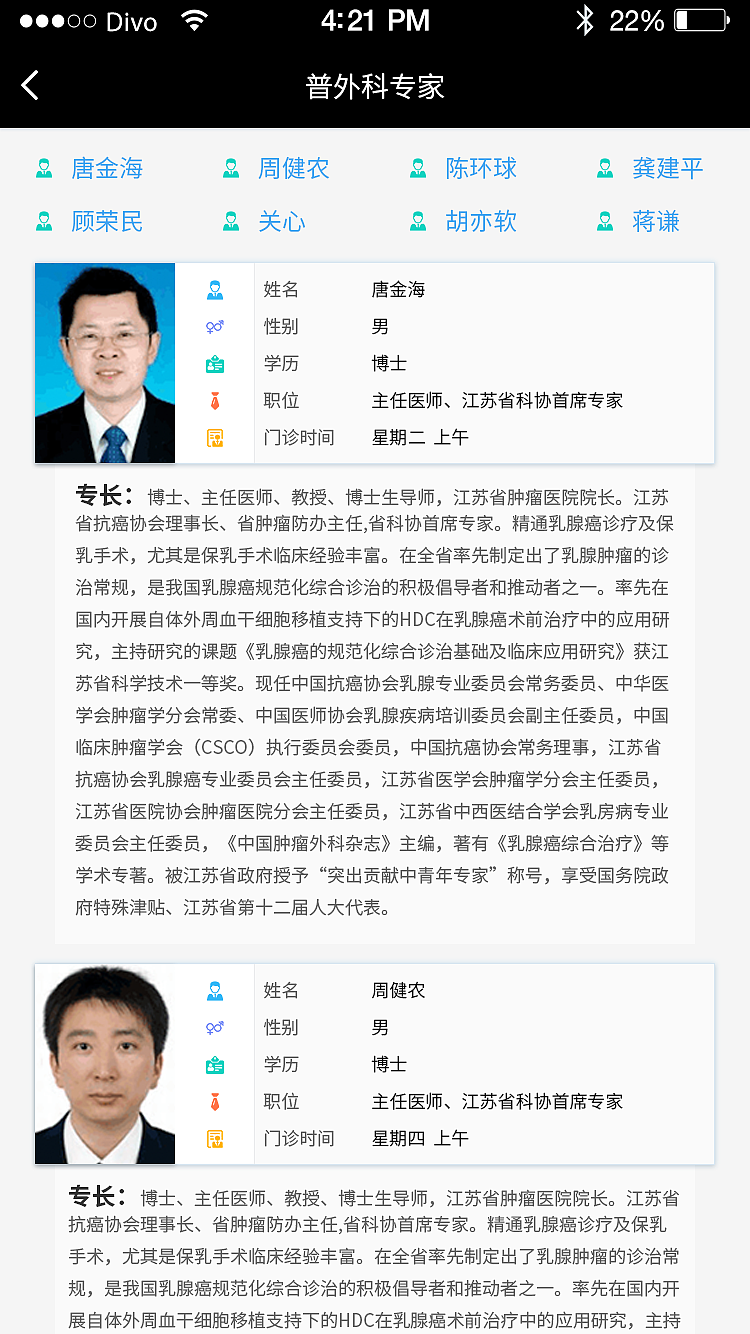 Divo 4:21 PM 22%
普外科专家
唐金海 周健农 陈环球 龚建平
顾荣民 关心 胡亦软 蒋谦
姓名 唐金海
性别 男
学历 博士
职位 主任医师、江苏省科协首席专家
门诊时间 星期二 上午
专长：博士、主任医师、教授、博士生导师，江苏省肿瘤医院院长。江苏
省抗癌协会理事长、省肿瘤防办主任,省科协首席专家。精通乳腺癌诊疗及保
乳手术，尤其是保乳手术临床经验丰富。在全省率先制定出了乳腺肿瘤的诊
治常规，是我国乳腺癌规范化综合诊治的积极倡导者和推动者之一。率先在
国内开展自体外周血干细胞移植支持下的HDC在乳腺癌术前治疗中的应用研
究，主持研究的课题《乳腺癌的规范化综合诊治基础及临床应用研究》获江
苏省科学技术一等奖。现任中国抗癌协会乳腺专业委员会常务委员、中华医
学会肿瘤学分会常委、中国医师协会乳腺疾病培训委员会副主任委员，中国
临床肿瘤学会（CSCO）执行委员会委员，中国抗癌协会常务理事，江苏省
抗癌协会乳腺癌专业委员会主任委员，江苏省医学会肿瘤学分会主任委员，
江苏省医院协会肿瘤医院分会主任委员，江苏省中西医结合学会乳房病专业
委员会主任委员，《中国肿瘤外科杂志》主编，著有《乳腺癌综合治疗》等
学术专著。被江苏省政府授予“突出贡献中青年专家”称号，享受国务院政
府特殊津贴、江苏省第十二届人大代表。
姓名 周健农
性别 男
学历 博士
职位 主任医师、江苏省科协首席专家
门诊时间 星期四 上午
专长：博士、主任医师、教授、博士生导师，江苏省肿瘤医院院长。江苏省
抗癌协会理事长、省肿瘤防办主任,省科协首席专家。精通乳腺癌诊疗及保乳
手术，尤其是保乳手术临床经验丰富。在全省率先制定出了乳腺肿瘤的诊治常
规，是我国乳腺癌规范化综合诊治的积极倡导者和推动者之一。率先在国内开
展自体外周血干细胞移植支持下的HDC在乳腺癌术前治疗中的应用研究，主持